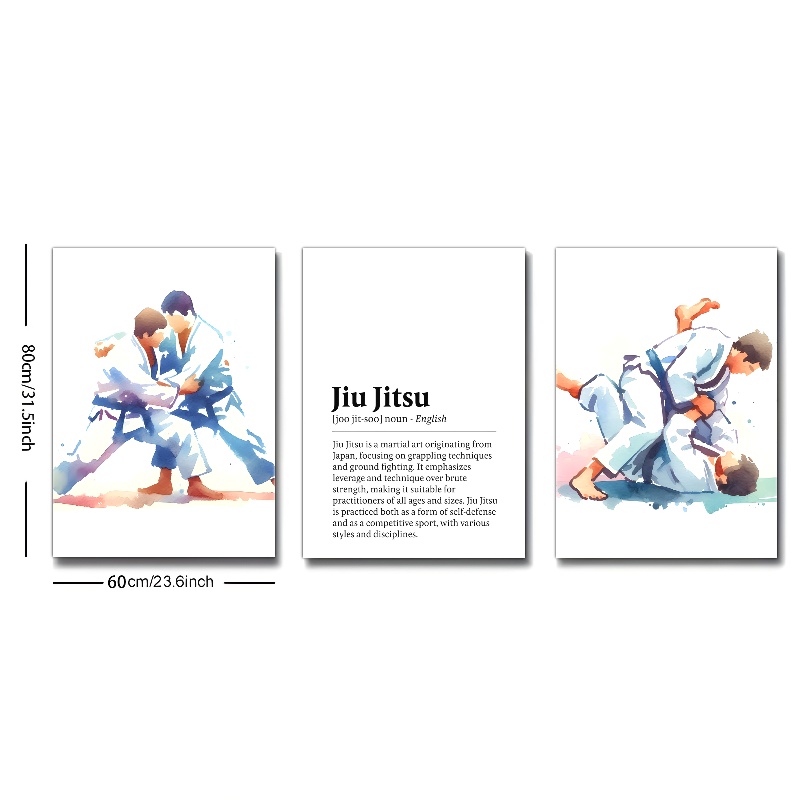 80cm/31.5inch
Jiu Jitsu
[joo jit-soo] noun - English
Jiu Jitsu is a martial art originating from
Japan, focusing on grappling techniques
and ground fighting. It emphasizes
leverage and technique over brute
strength, making it suitable for
practitioners of all ages and sizes. Jiu Jitsu
is practiced both as a form of self-defense
and as a competitive sport, with various
styles and disciplines.
60cm/23.6inch